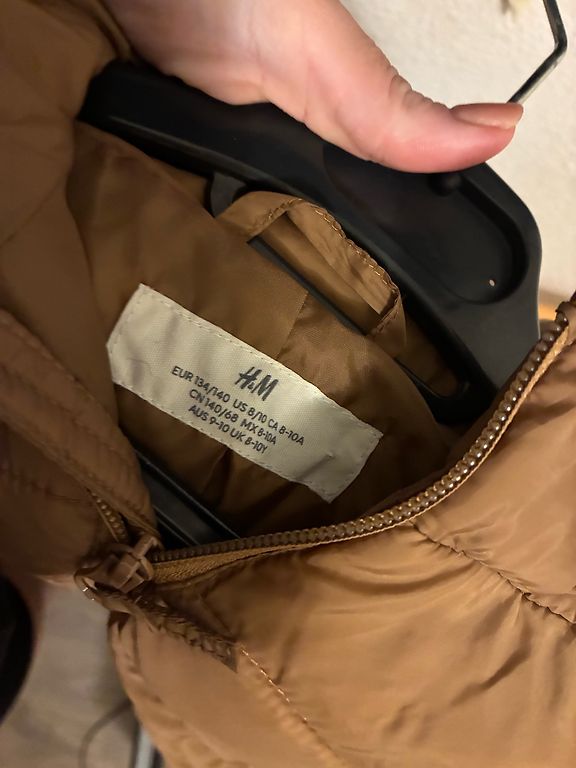 H&M
EUR 134/140 US 8/10 CA 8-10A
CN 140/68 MX 8-10A
AUS 9-10 UK 8-10Y